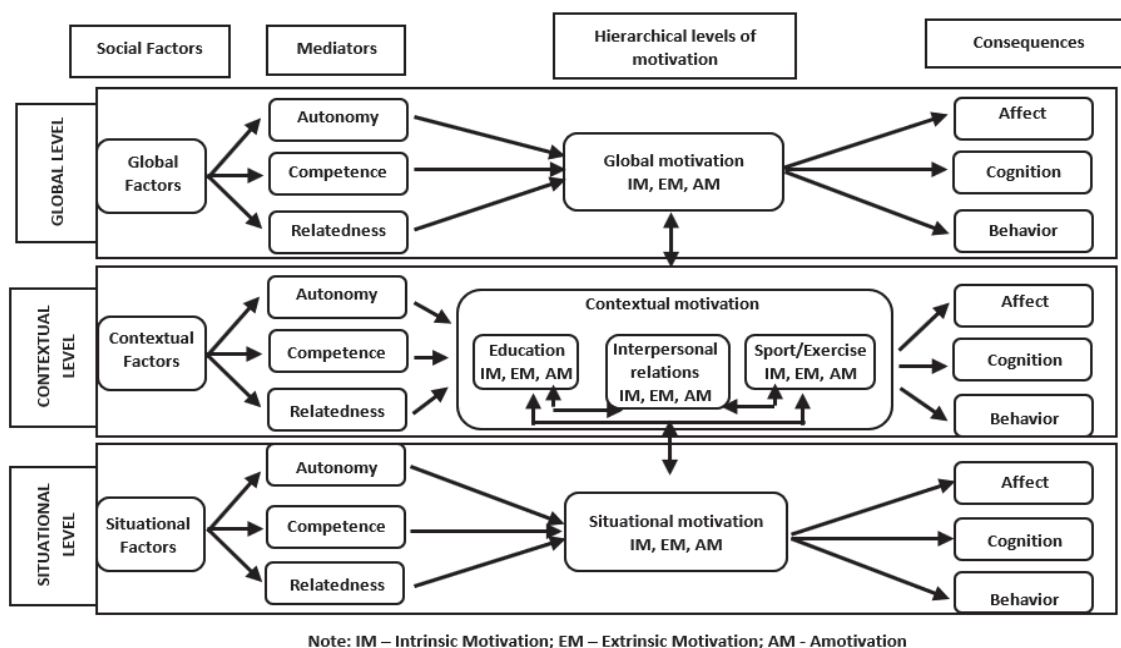 Social Factors
Mediators
Hierarchical levels of
motivation
Consequences
GLOBAL LEVEL
Global
Factors
Autonomy
Competence
Relatedness
Global motivation
IM, EM, AM
Affect
Cognition
Behavior
CONTEXTUAL
LEVEL
Contextual
Factors
Autonomy
Competence
Relatedness
Contextual motivation
Education
IM, EM, AM
Interpersonal
relations
IM, EM, AM
Sport/Exercise
IM, EM, AM
Affect
Cognition
Behavior
SITUATIONAL
LEVEL
Situational
Factors
Autonomy
Competence
Relatedness
Situational motivation
IM, EM, AM
Affect
Cognition
Behavior
Note: IM – Intrinsic Motivation; EM – Extrinsic Motivation; AM - Amotivation